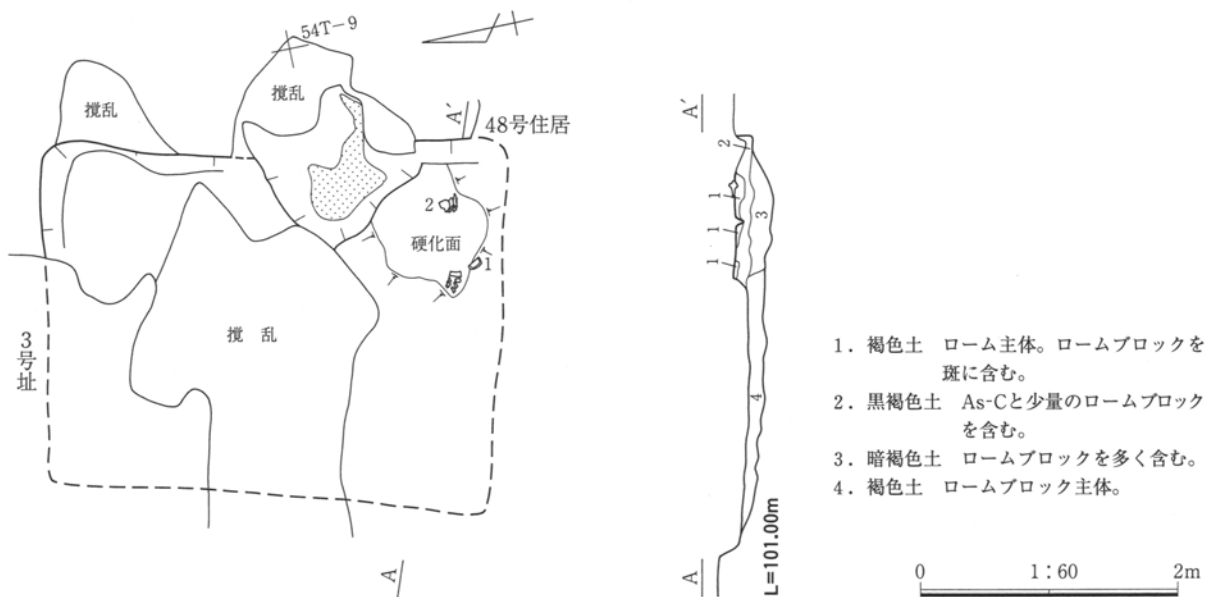 54T-9
撹乱
撹乱
A′
48号住居
2
硬化面
1
撹 乱
3号址
A
A′
2
1
1
1
3
4
A
L=101.00m
1. 褐色土 ローム主体。ロームブロックを
斑に含む。
2. 黒褐色土 As-Cと少量のロームブロック
を含む。
3. 暗褐色土 ロームブロックを多く含む。
4. 褐色土 ロームブロック主体。
0 1:60 2m